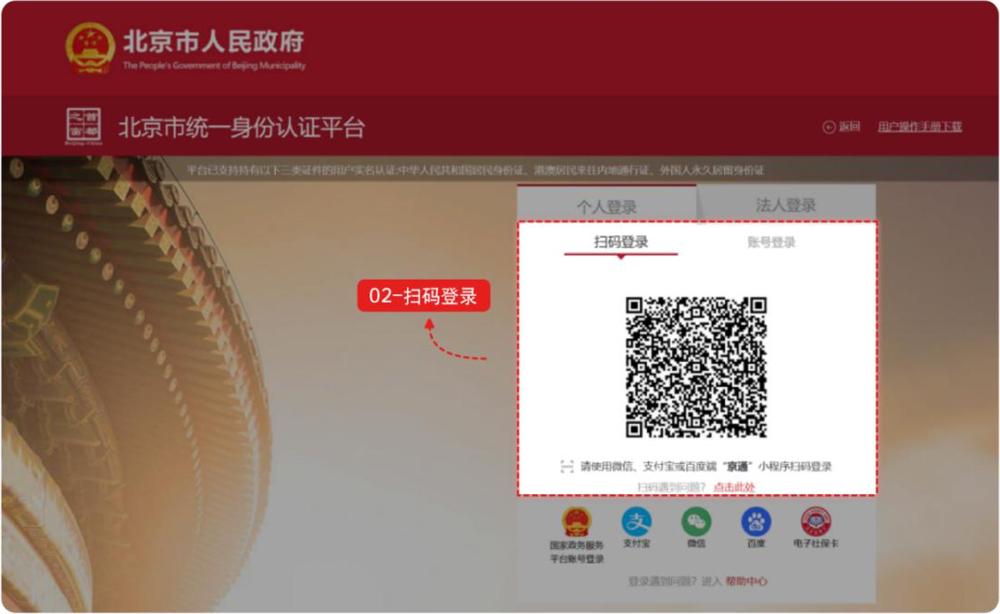 北京市人民政府
The People's Government of Beijing Municipality
首都之窗
北京市统一身份认证平台
返回 用户操作手册下载
平台已支持持有以下三类证件的用户实名认证:中华人民共和国居民身份证、港澳居民来往内地通行证、外国人永久居留身份证
个人登录 法人登录
扫码登录 账号登录
02-扫码登录
请使用微信、支付宝或百度端“京通”小程序扫码登录
扫码遇到问题? 点击此处
国家政务服务
平台账号登录
支付宝
微信
百度
电子社保卡
登录遇到问题? 进入 帮助中心